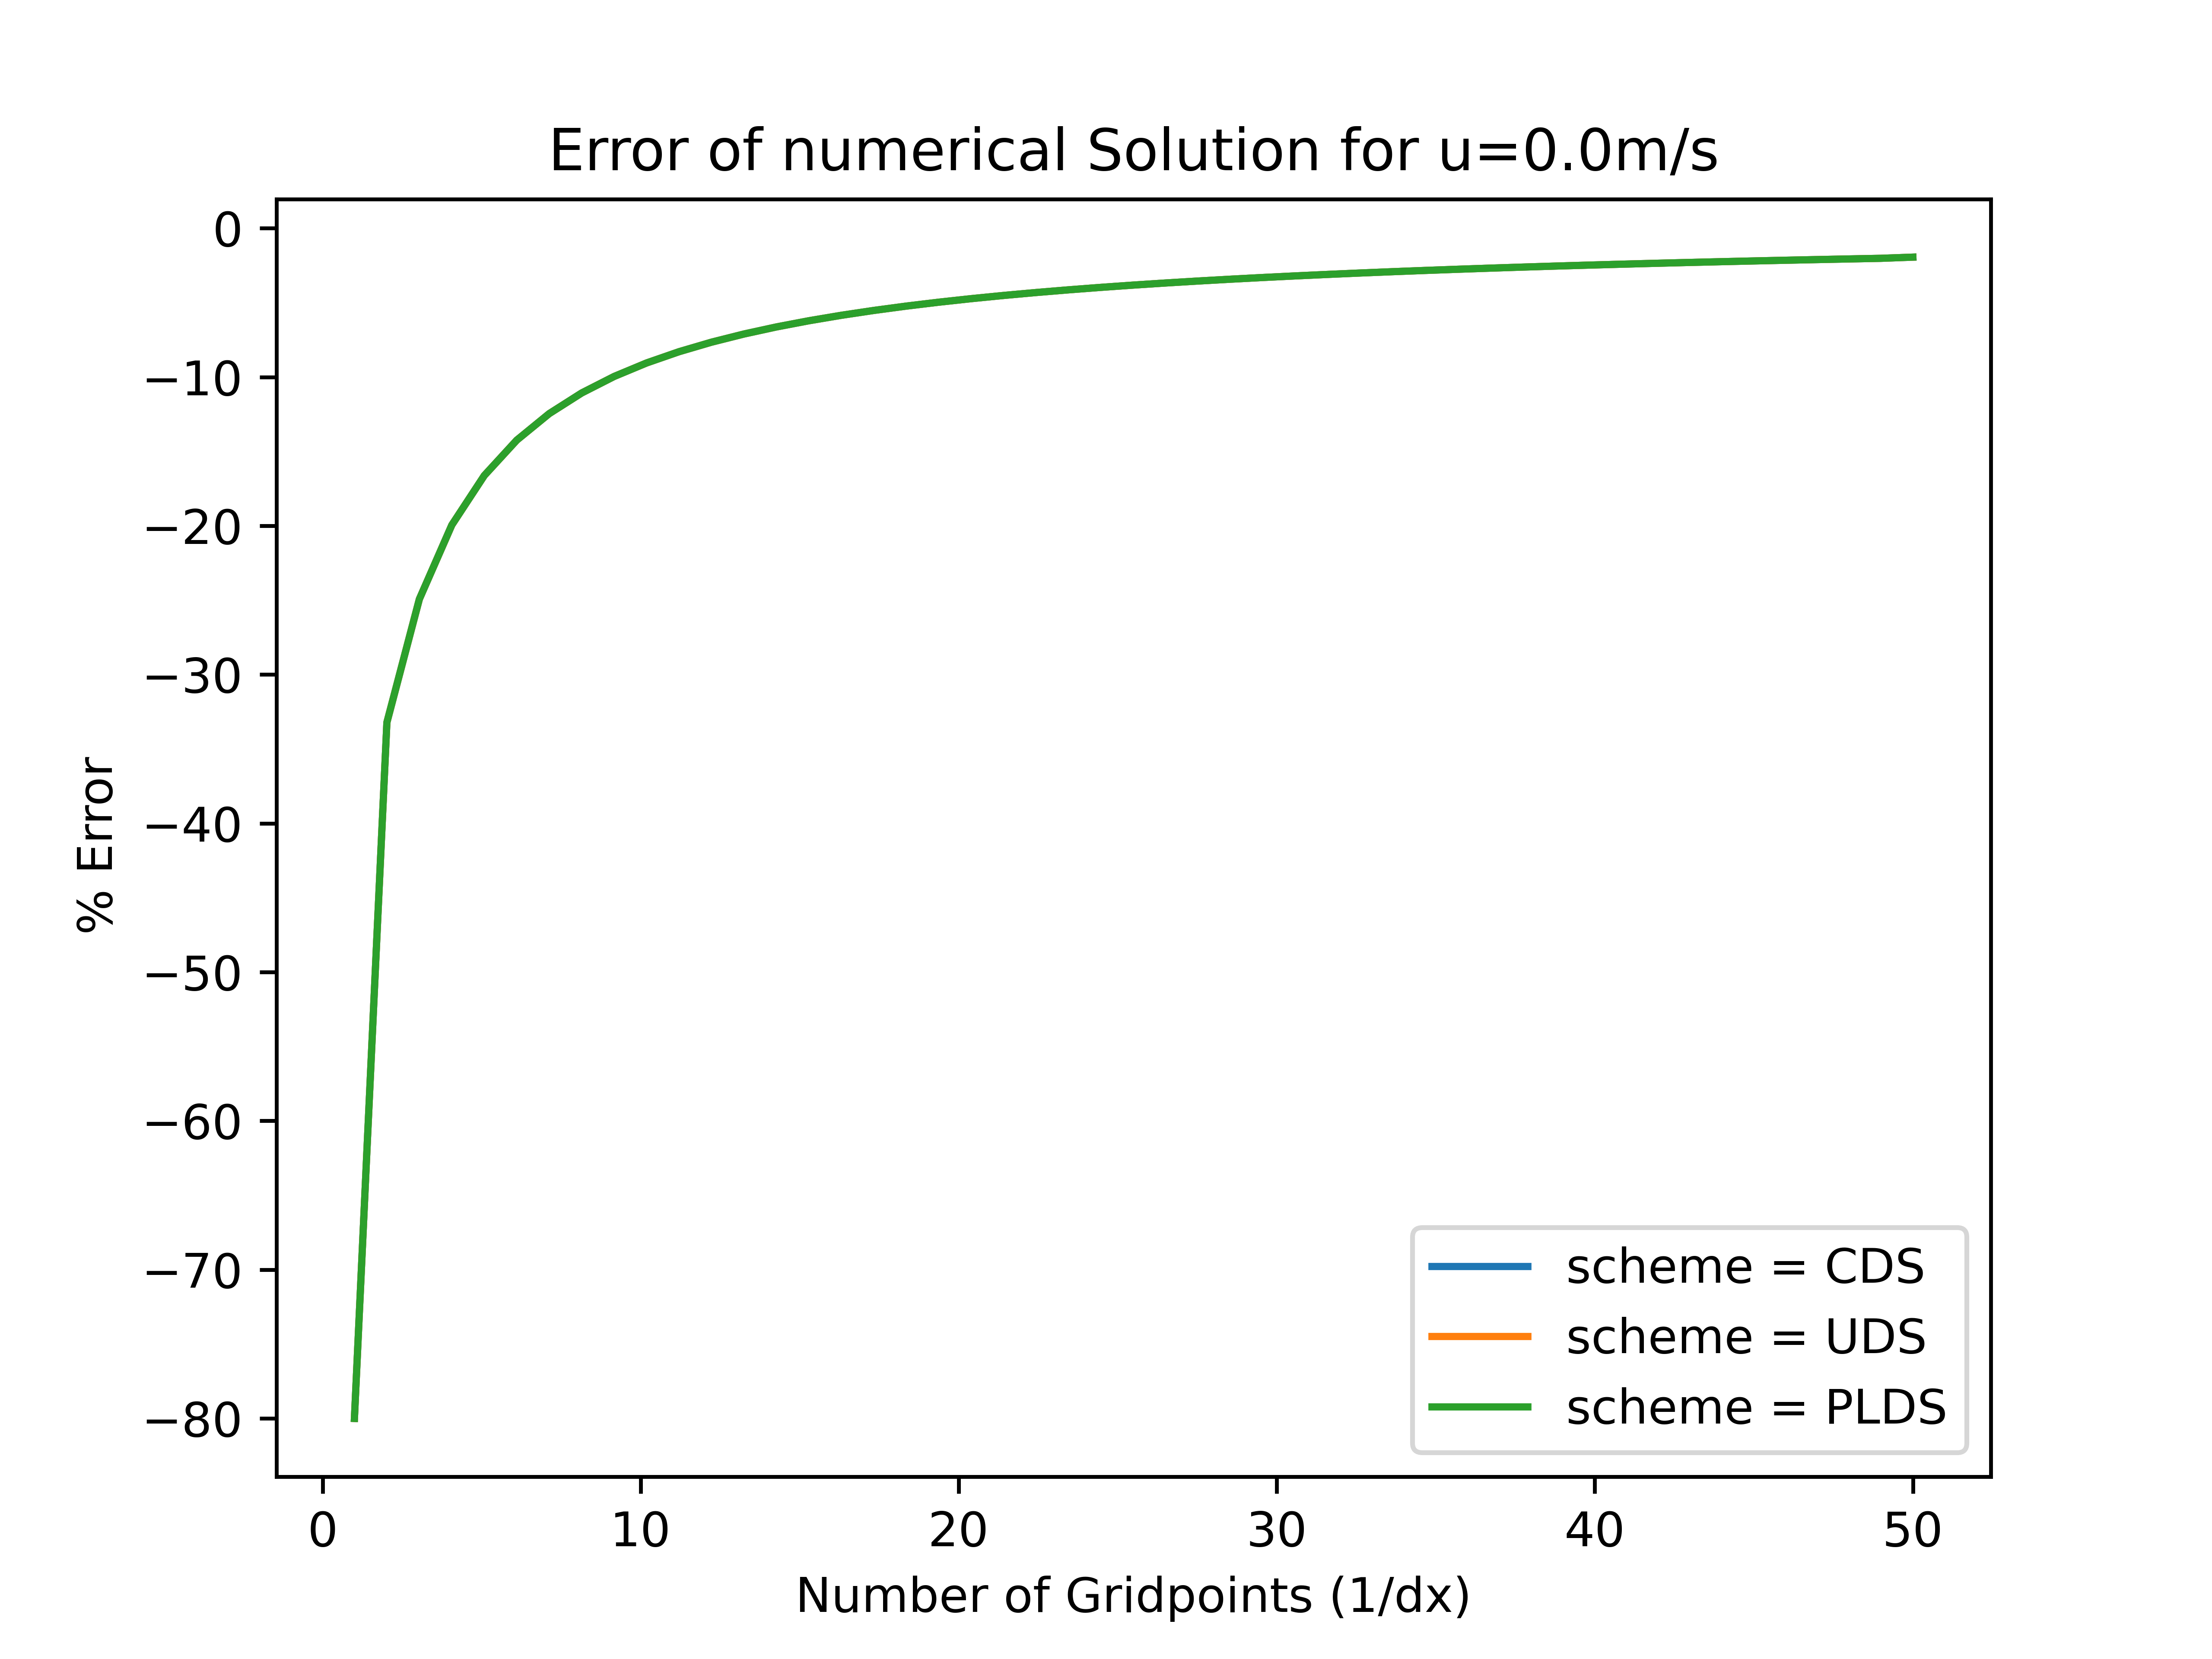 Error of numerical Solution for u=0.0m/s
0
−10
−20
−30
−40
−50
−60
−70
−80
% Error
scheme = CDS
scheme = UDS
scheme = PLDS
0 10 20 30 40 50
Number of Gridpoints (1/dx)